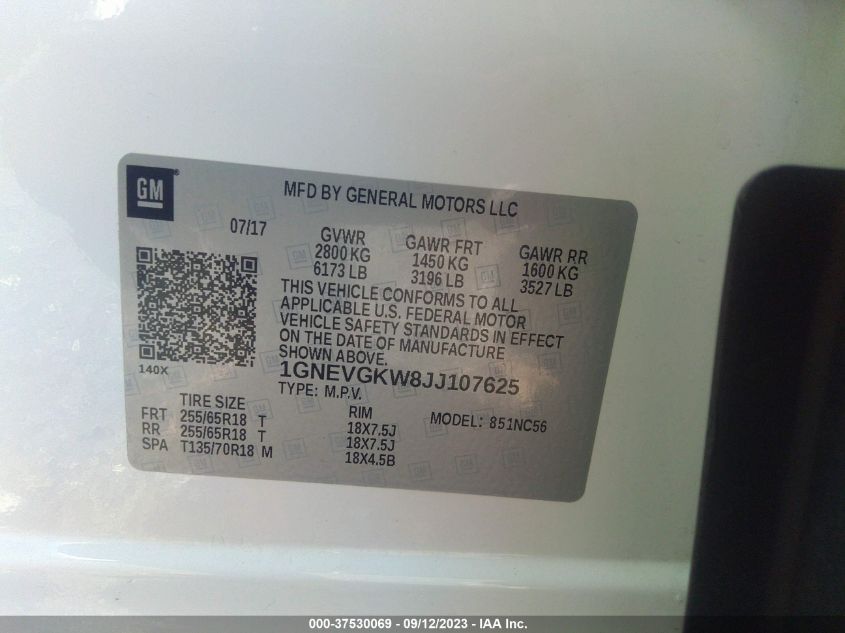 GM ®
MFD BY GENERAL MOTORS LLC
07/17
GVWR GAWR FRT GAWR RR
2800 KG 1450 KG 1600 KG
6173 LB 3196 LB 3527 LB
THIS VEHICLE CONFORMS TO ALL
APPLICABLE U.S. FEDERAL MOTOR
VEHICLE SAFETY STANDARDS IN EFFECT
ON THE DATE OF MANUFACTURE
SHOWN ABOVE.
140X
1GNEVGKW8JJ107625
TYPE: M.P.V.
TIRE SIZE RIM MODEL: 851NC56
FRT 255/65R18 T 18X7.5J
RR 255/65R18 T 18X7.5J
SPA T135/70R18 M 18X4.5B
000-37530069 - 09/12/2023 - IAA Inc.